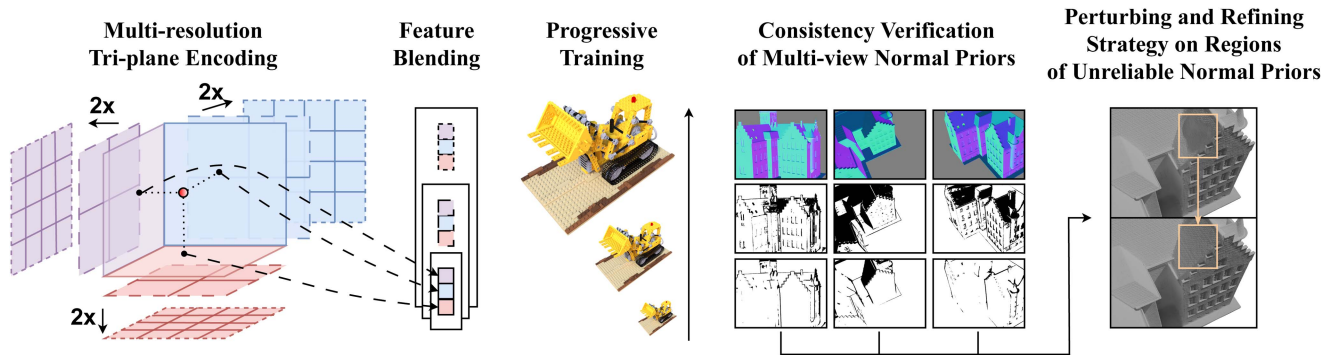 Multi-resolution
Tri-plane Encoding
Feature
Blending
Progressive
Training
Consistency Verification
of Multi-view Normal Priors
Perturbing and Refining
Strategy on Regions
of Unreliable Normal Priors
2x
2x
2x